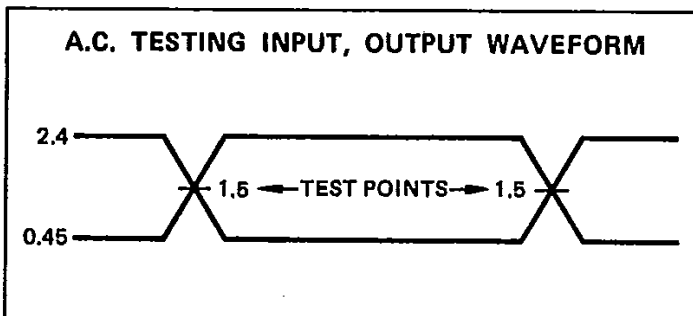 A.C. TESTING INPUT, OUTPUT WAVEFORM
2.4
1.5 TEST POINTS 1.5
0.45